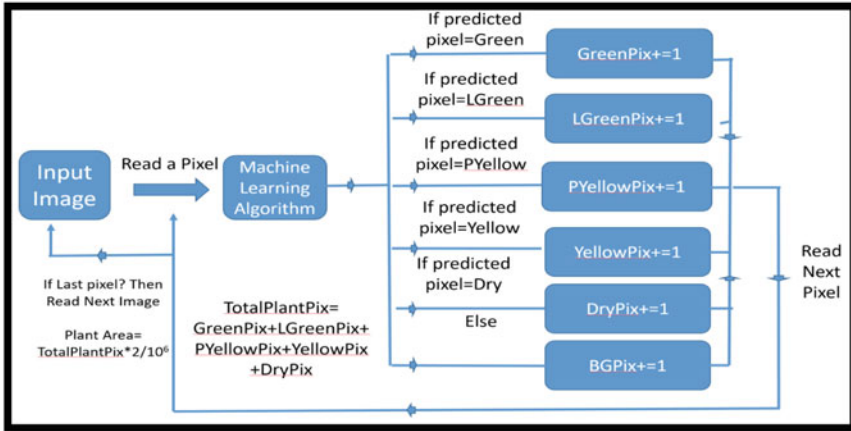 Input
Image
Read a Pixel
Machine
Learning
Algorithm
If predicted
pixel=Green
GreenPix+=1
If predicted
pixel=LGreen
LGreenPix+=1
If predicted
pixel=PYellow
PYellowPix+=1
If predicted
pixel=Yellow
YellowPix+=1
If predicted
pixel=Dry
DryPix+=1
Else
BGPix+=1
Read
Next
Pixel
If Last pixel? Then
Read Next Image
Plant Area=
TotalPlantPix*2/10⁶
TotalPlantPix=
GreenPix+LGreenPix+
PYellowPix+YellowPix
+DryPix